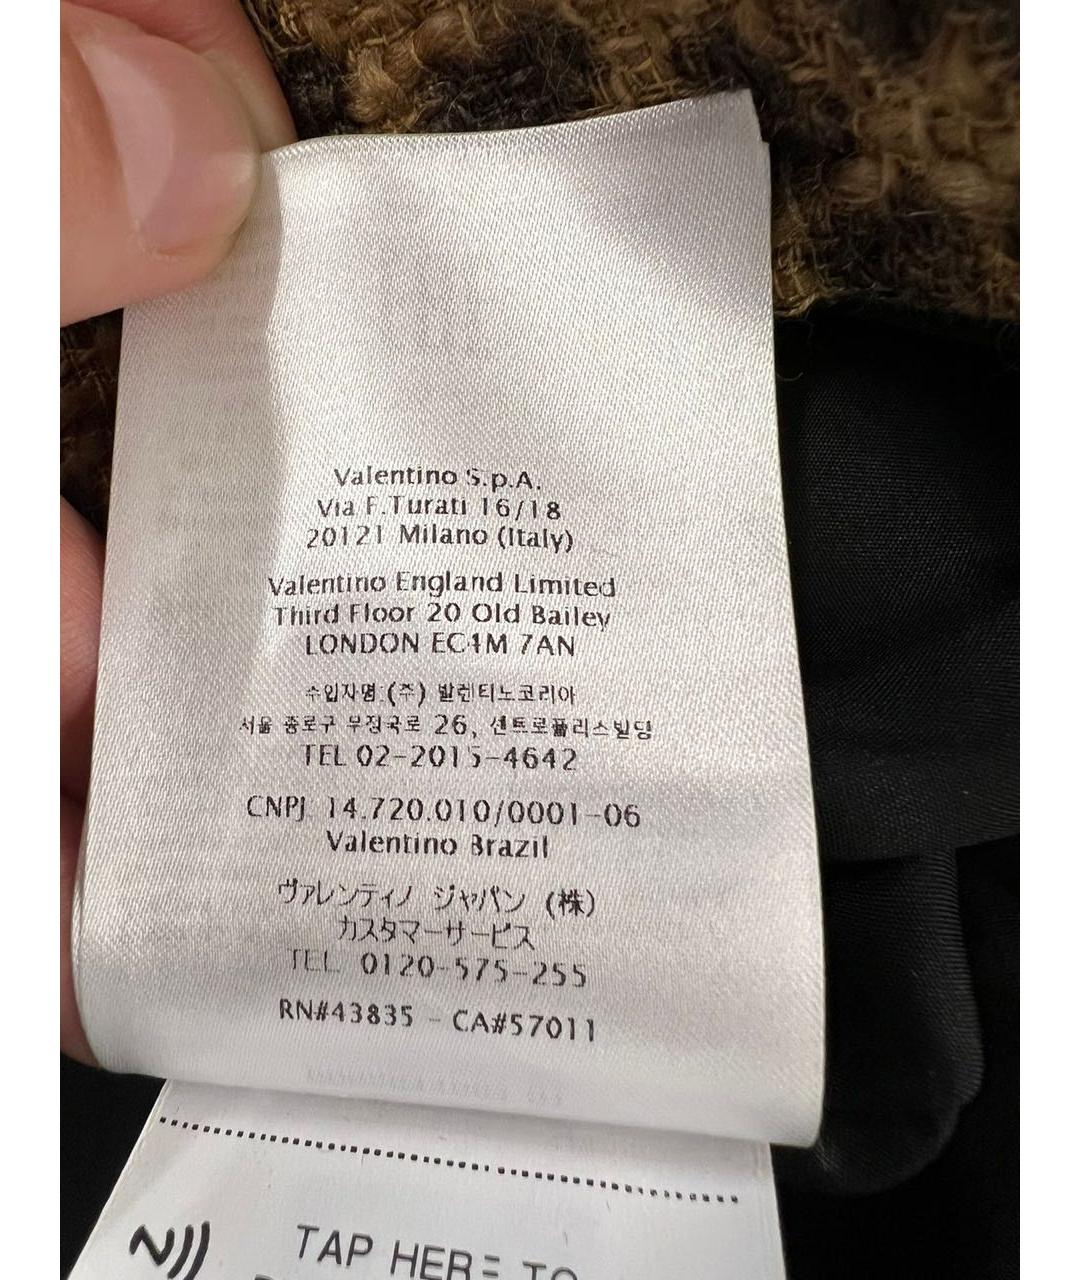 Valentino S.p.A.
Via F.Turati 16/18
20121 Milano (Italy)
Valentino England Limited
Third Floor 20 Old Bailey
LONDON EC4M 7AN
수입자명:(주) 발렌티노코리아
서울 종로구 우정국로 26, 센트로폴리스빌딩
TEL 02-2015-4642
CNPJ 14.720.010/0001-06
Valentino Brazil
ヴァレンティノ ジャパン (株)
カスタマーサービス
TEL 0120-575-255
RN#43835 - CA#57011
TAP HERE TO